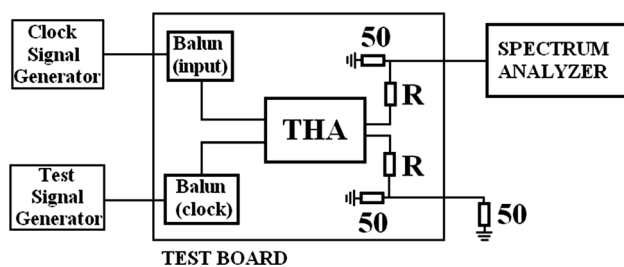 Clock
Signal
Generator
Balun
(input)
50
SPECTRUM
ANALYZER
R
THA
R
Test
Signal
Generator
Balun
(clock)
50
50
TEST BOARD